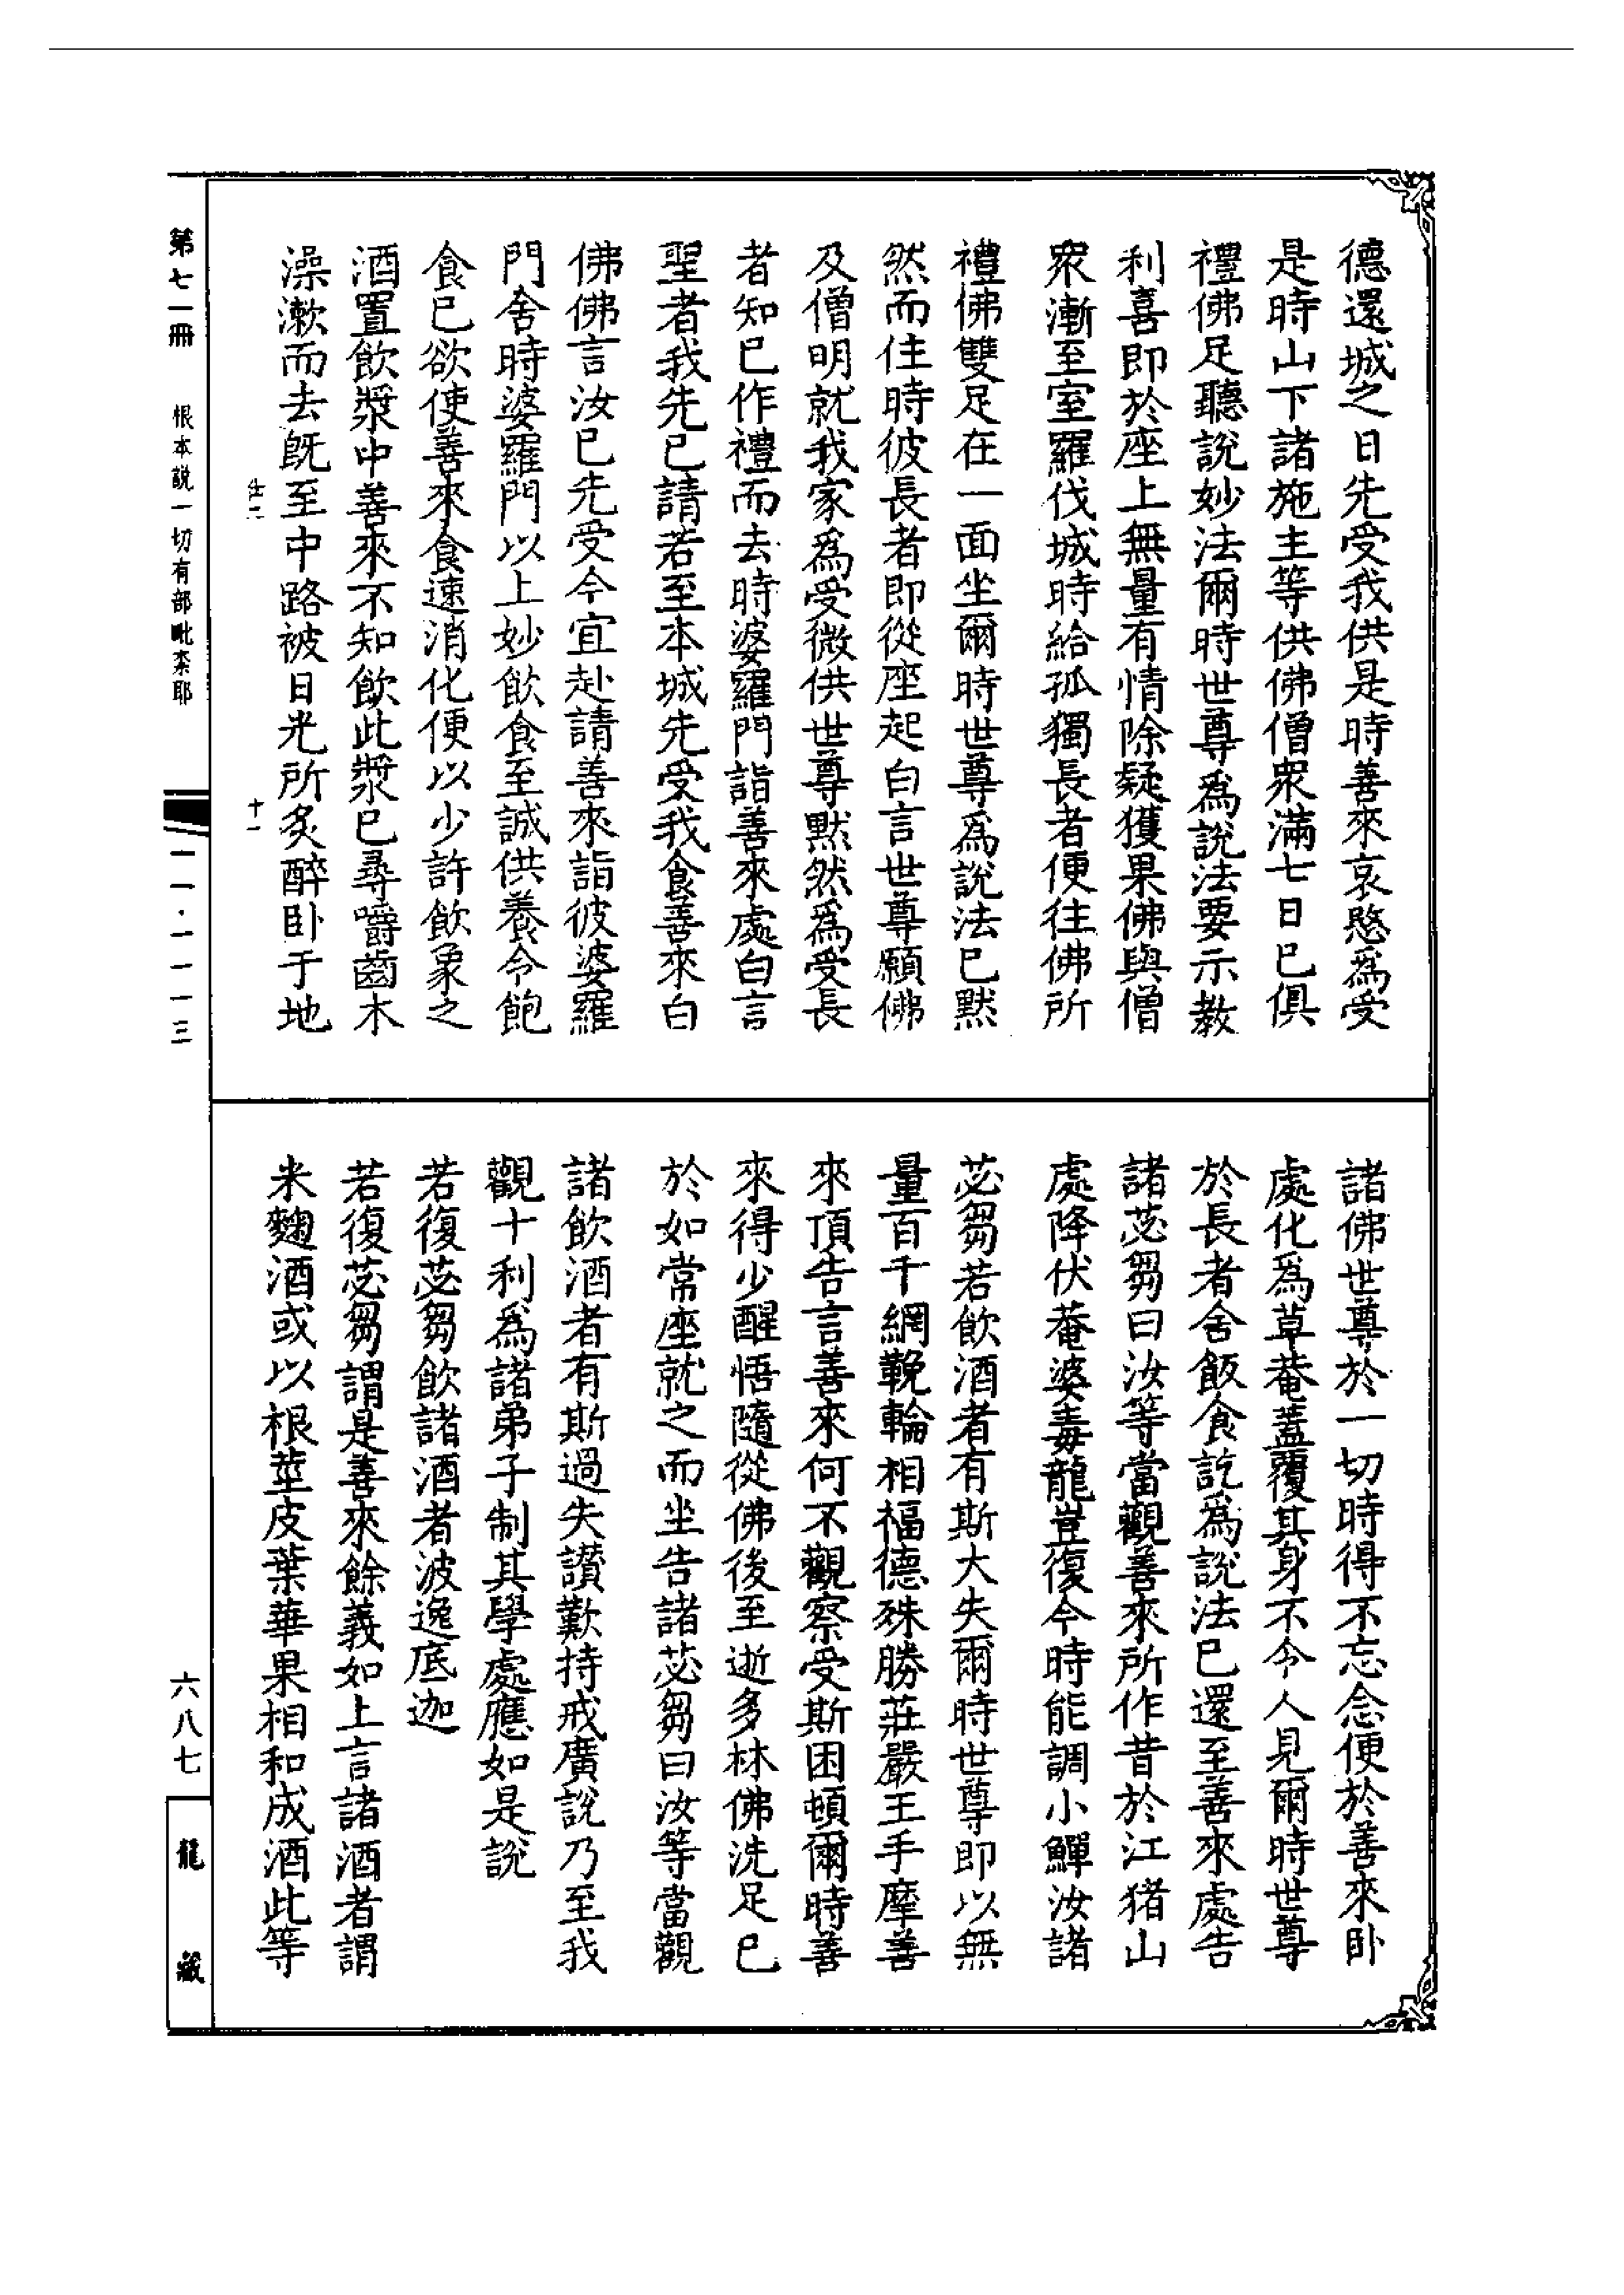 德還城之日先受我供是時善來哀愍爲受
是時山下諸施主等供佛僧衆滿七日已俱
禮佛足聽說妙法爾時世尊爲說法要示教
利喜即於座上無量有情除疑獲果佛與僧
衆漸至室羅伐城時給孤獨長者便往佛所
禮佛雙足在一面坐爾時世尊爲說法已默
然而住時彼長者即從座起白言世尊願佛
及僧明就我家爲受微供世尊默然爲受長
者知已作禮而去時婆羅門詣善來處白言
聖者我先已請若至本城先受我食善來白
佛佛言汝已先受今宜赴請善來詣彼婆羅
門舍時婆羅門以上妙飲食至誠供養令飽
食已欲使善來食速消化便以少許飲象之
酒置飲漿中善來不知飲此漿已尋嚼齒木
澡漱而去旣至中路被日光所炙醉卧于地
諸佛世尊於一切時得不忘念便於善來卧
處化爲草菴蓋覆其身不令人見爾時世尊
於長者舍飯食訖爲說法已還至善來處告
諸苾芻曰汝等當觀善來所作昔於江猪山
處降伏菴婆毒龍豈復今時能調小鱓汝諸
苾芻若飲酒者有斯大失爾時世尊即以無
量百千網鞔輪相福德殊勝莊嚴王手摩善
來頂告言善來何不觀察受斯困頓爾時善
來得少醒悟隨從佛後至逝多林佛洗足已
於如常座就之而坐告諸苾芻曰汝等當觀
諸飲酒者有斯過失讃歎持戒廣說乃至我
觀十利爲諸弟子制其學處應如是說
若復苾芻飲諸酒者波逸底迦
若復苾芻謂是善來餘義如上言諸酒者謂
米麴酒或以根莖皮葉華果相和成酒此等
第七一冊
根本說一切有部毗柰耶
一一·一一一三
六八七
龍藏
十一